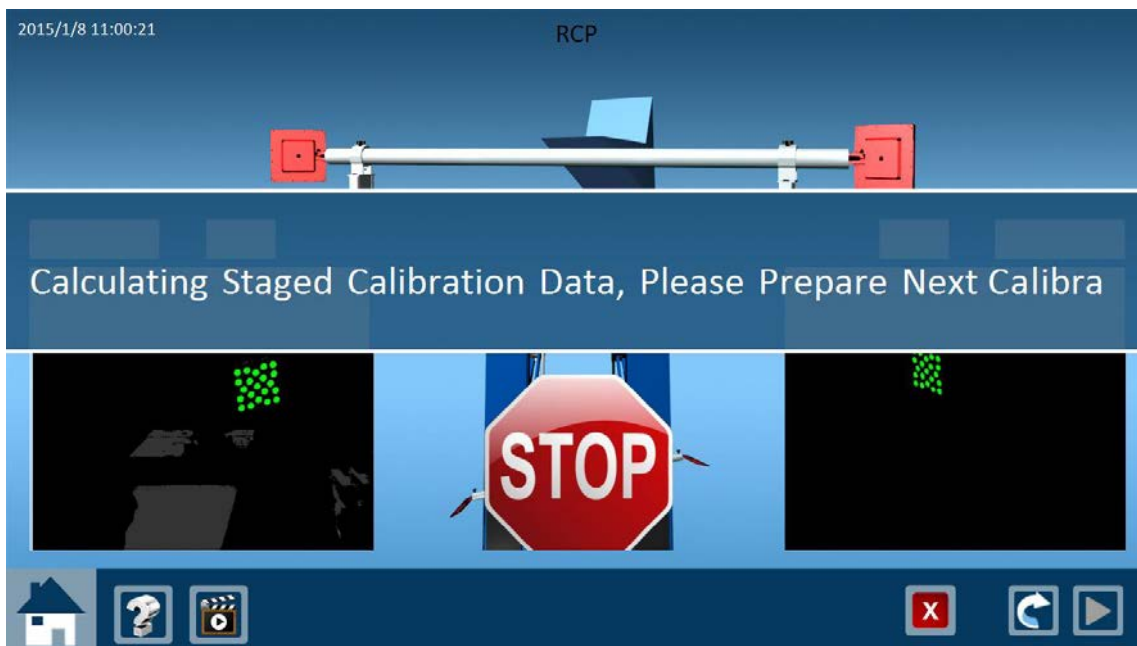 2015/1/8 11:00:21
RCP
Calculating Staged Calibration Data, Please Prepare Next Calibra
STOP
?
X